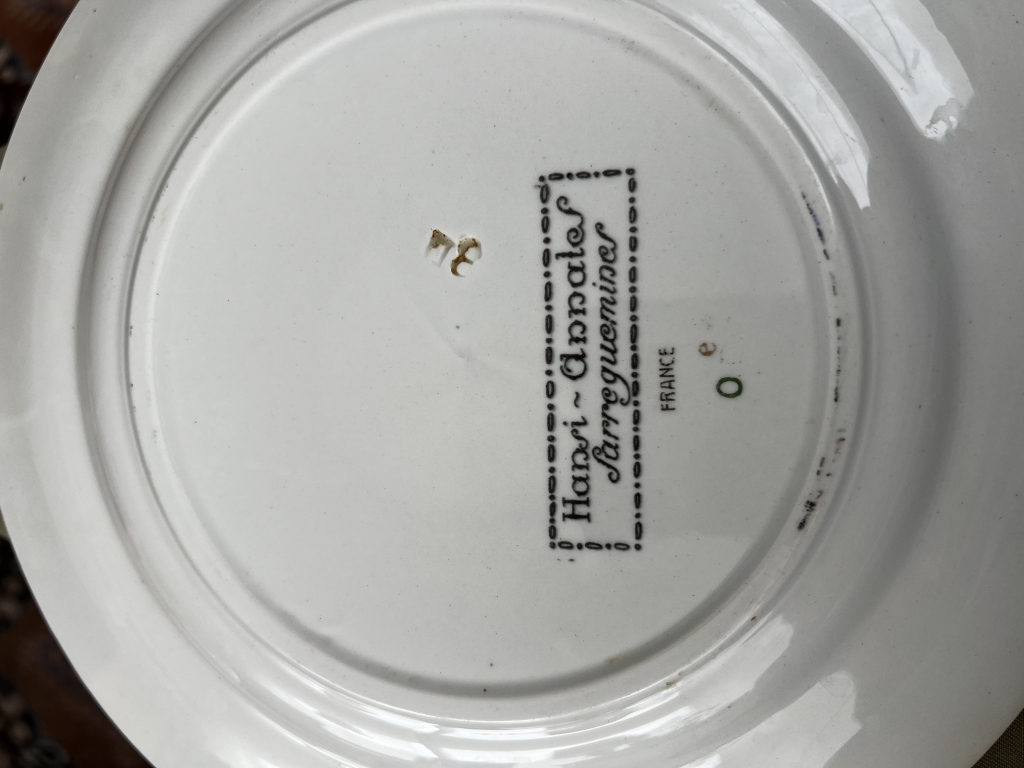 Hansi ~ Annales
Sarreguemines
FRANCE
e
O